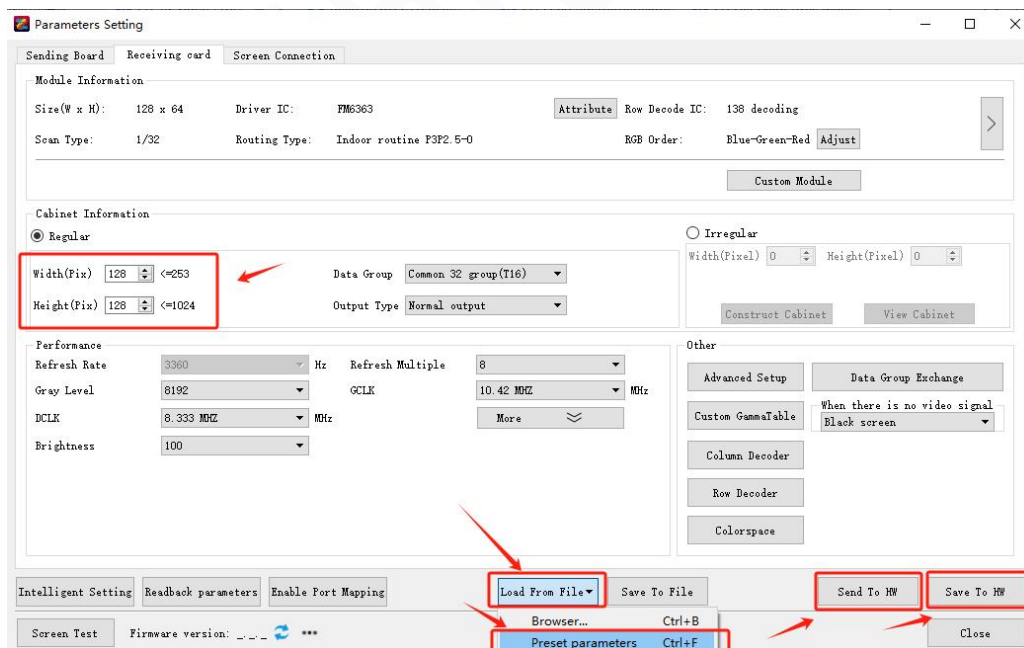 Parameters Setting
Sending Board Receiving card Screen Connection
Module Information
Size(W x H): 128 x 64 Driver IC: FM6363 Attribute Row Decode IC: 138 decoding
Scan Type: 1/32 Routing Type: Indoor routine P3P2.5-0 RGB Order: Blue-Green-Red Adjust
>
Custom Module
Cabinet Information
Regular
Width(Pix) 128 <=253 Data Group Common 32 group(T16)
Height(Pix) 128 <=1024 Output Type Normal output
Irregular
Width(Pixel) 0 Height(Pixel) 0
Construct Cabinet View Cabinet
Performance
Refresh Rate 3360 Hz Refresh Multiple 8
Gray Level 8192 GCLK 10.42 MHZ MHz
DCLK 8.333 MHZ MHz More
Brightness 100
Other
Advanced Setup Data Group Exchange
Custom GammaTable When there is no video signal
Black screen
Column Decoder
Row Decoder
Colorspace
Intelligent Setting Readback parameters Enable Port Mapping Load From File Save To File Send To HW Save To HW
Browser... Ctrl+B
Preset parameters Ctrl+F
Screen Test Firmware version: _._._ ••• Close